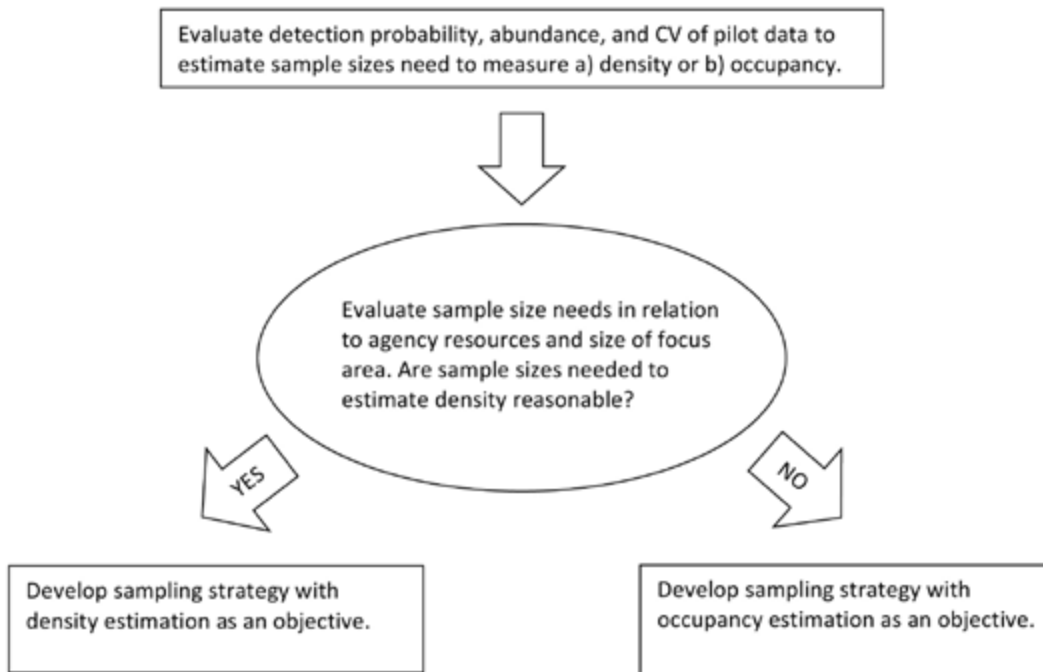 Evaluate detection probability, abundance, and CV of pilot data to
estimate sample sizes need to measure a) density or b) occupancy.
Evaluate sample size needs in relation
to agency resources and size of focus
area. Are sample sizes needed to
estimate density reasonable?
YES
NO
Develop sampling strategy with
density estimation as an objective.
Develop sampling strategy with
occupancy estimation as an objective.